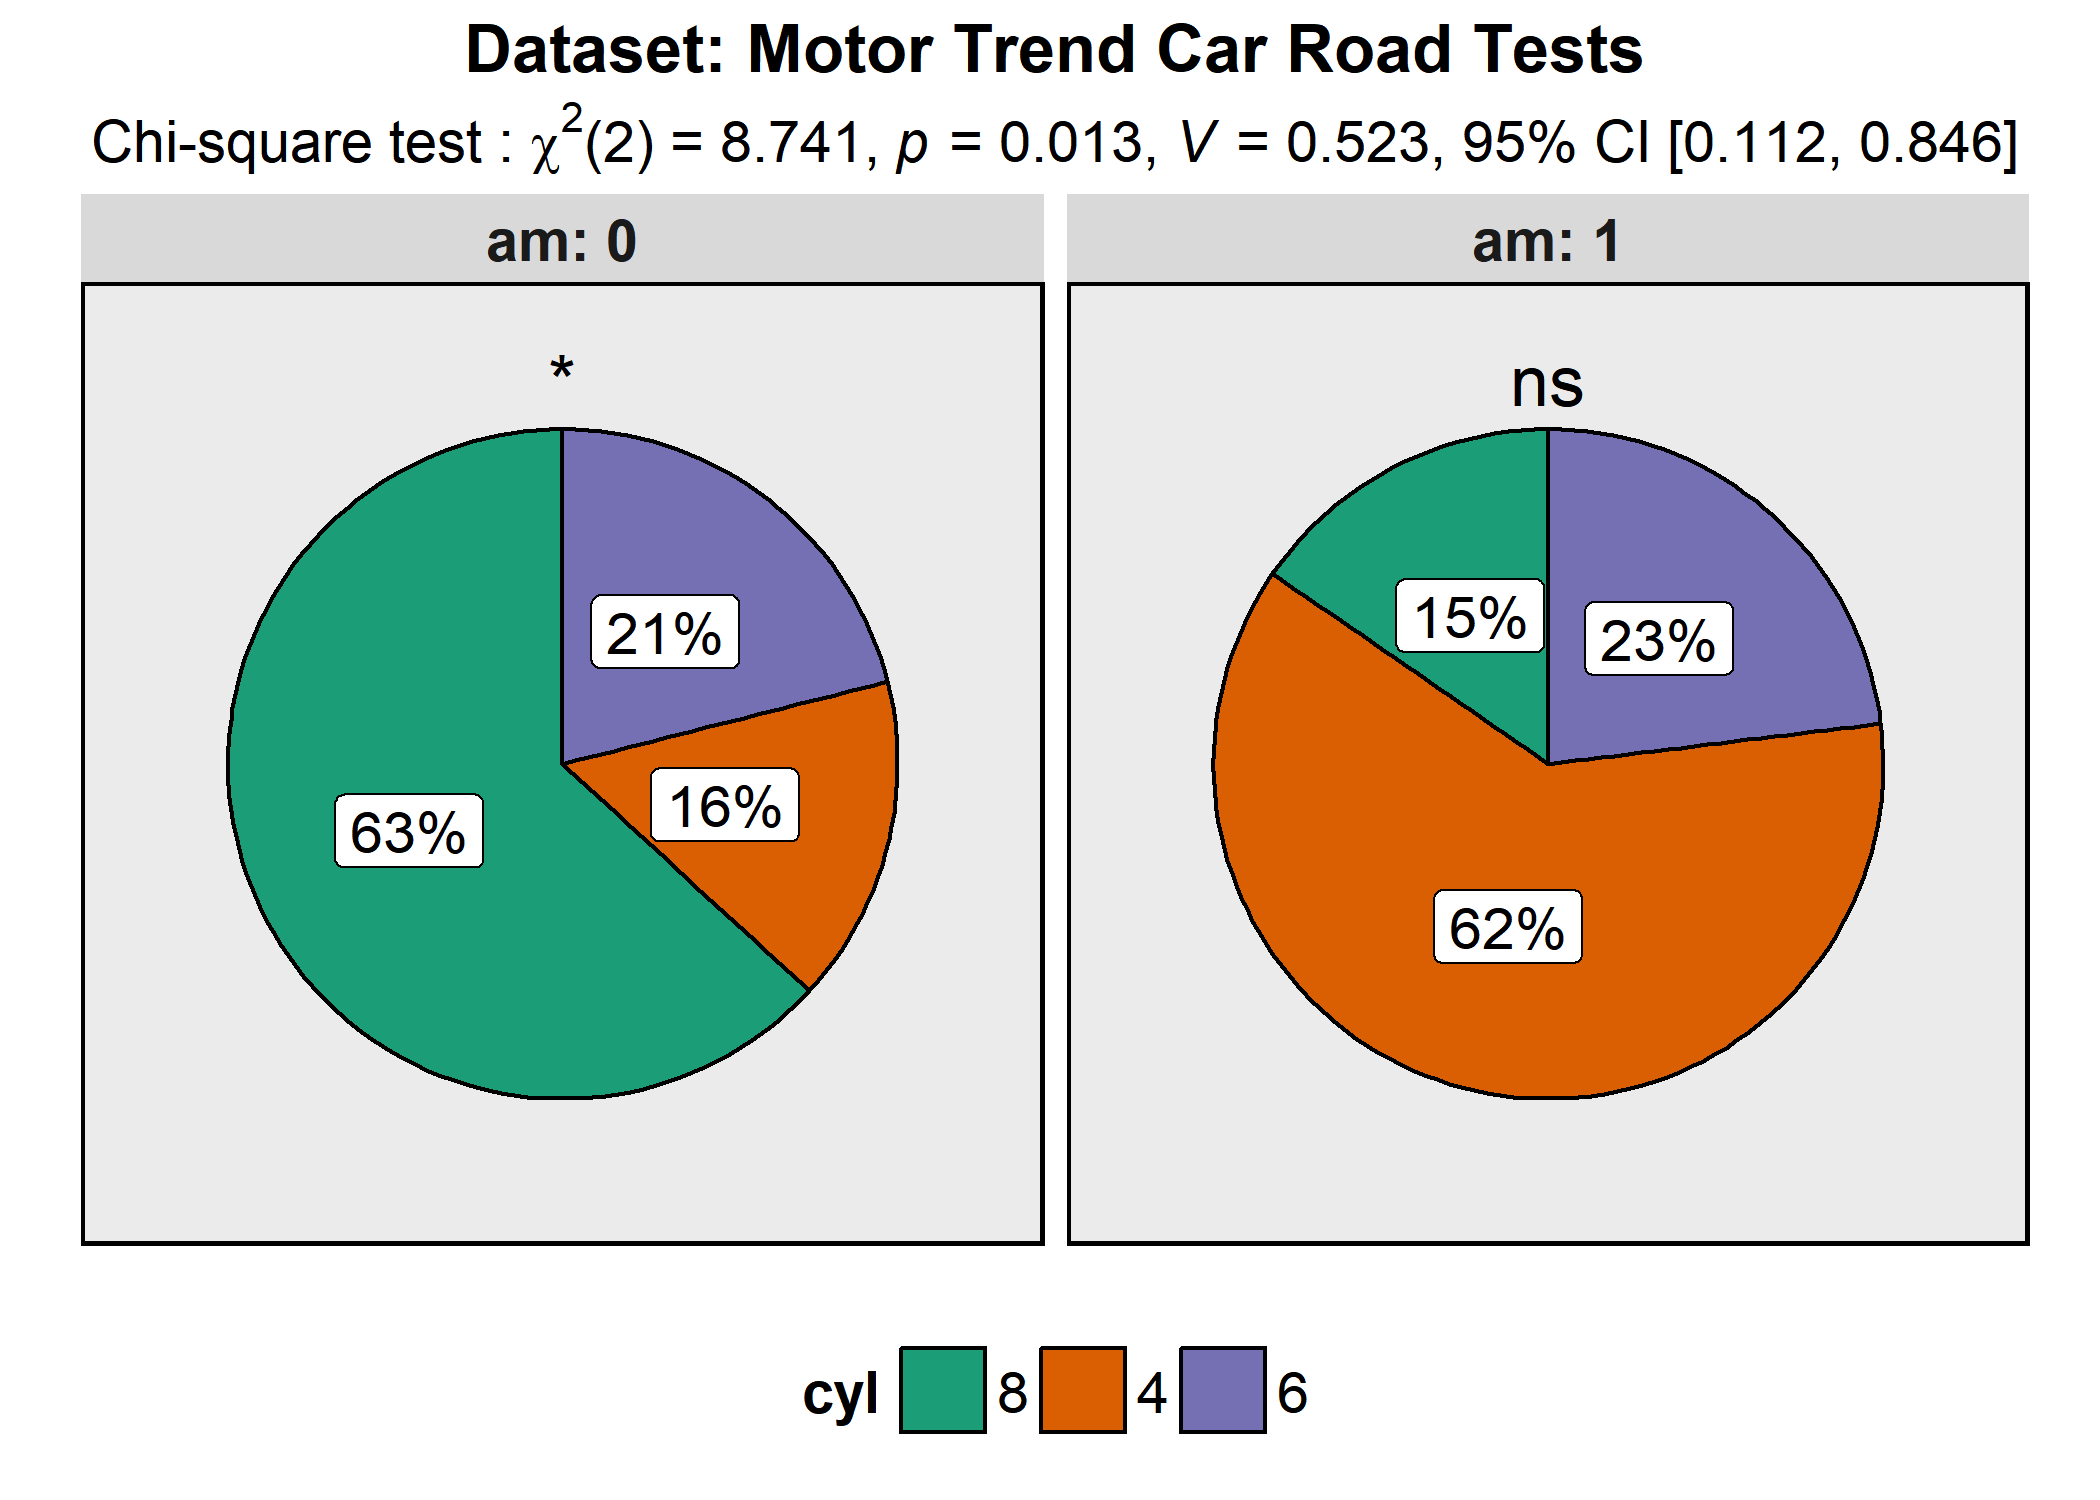 Dataset: Motor Trend Car Road Tests
Chi-square test : χ²(2) = 8.741, p = 0.013, V = 0.523, 95% CI [0.112, 0.846]
am: 0
*
21%
16%
63%
am: 1
ns
15%
23%
62%
cyl 8 4 6